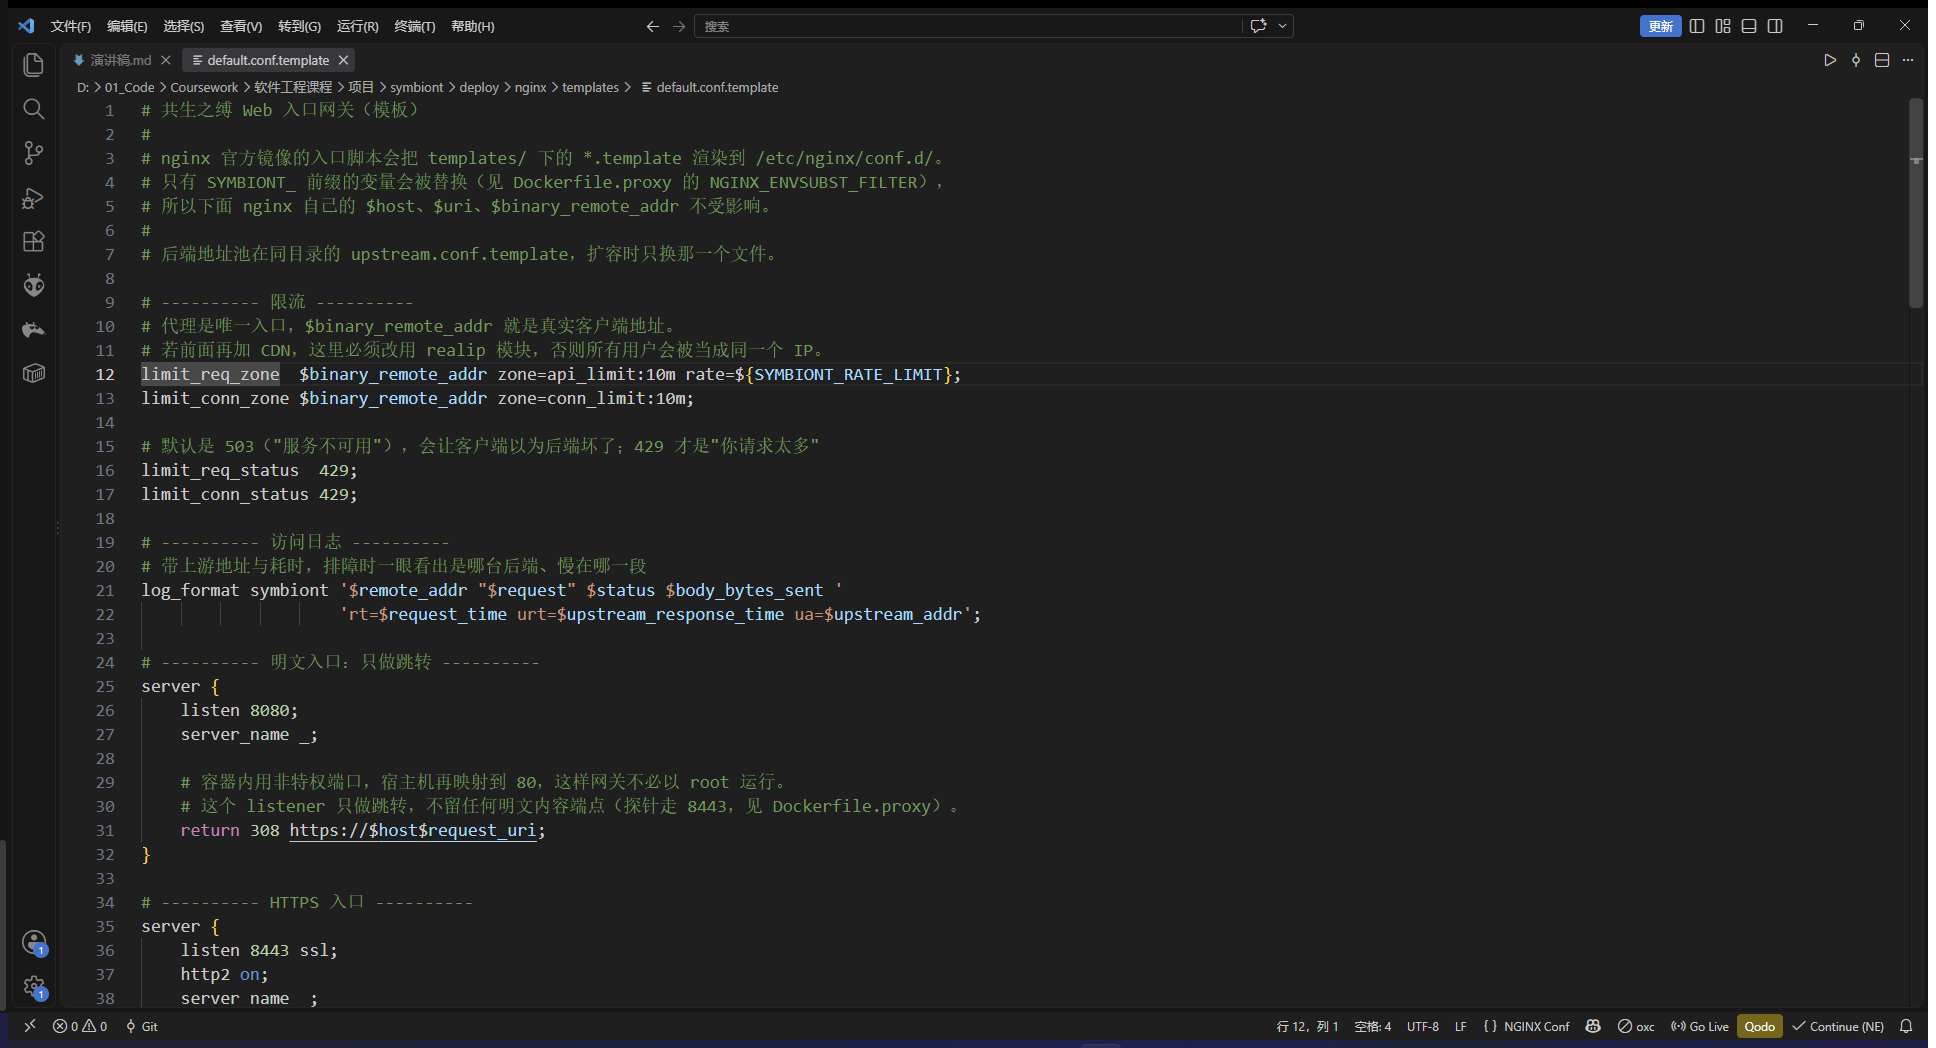 文件(F) 编辑(E) 选择(S) 查看(V) 转到(G) 运行(R) 终端(T) 帮助(H) 搜索 更新
演讲稿.md default.conf.template
D: > 01_Code > Coursework > 软件工程课程 > 项目 > symbiont > deploy > nginx > templates > default.conf.template
1 # 共生之缚 Web 入口网关（模板）
2 #
3 # nginx 官方镜像的入口脚本会把 templates/ 下的 *.template 渲染到 /etc/nginx/conf.d/。
4 # 只有 SYMBIONT_ 前缀的变量会被替换（见 Dockerfile.proxy 的 NGINX_ENVSUBST_FILTER），
5 # 所以下面 nginx 自己的 $host、$uri、$binary_remote_addr 不受影响。
6 #
7 # 后端地址池在同目录的 upstream.conf.template，扩容时只换那一个文件。
8
9 # ---------- 限流 ----------
10 # 代理是唯一入口，$binary_remote_addr 就是真实客户端地址。
11 # 若前面再加 CDN，这里必须改用 realip 模块，否则所有用户会被当成同一个 IP。
12 limit_req_zone  $binary_remote_addr zone=api_limit:10m rate=${SYMBIONT_RATE_LIMIT};
13 limit_conn_zone $binary_remote_addr zone=conn_limit:10m;
14
15 # 默认是 503（"服务不可用"），会让客户端以为后端坏了；429 才是"你请求太多"
16 limit_req_status  429;
17 limit_conn_status 429;
18
19 # ---------- 访问日志 ----------
20 # 带上游地址与耗时，排障时一眼看出是哪台后端、慢在哪一段
21 log_format symbiont '$remote_addr "$request" $status $body_bytes_sent '
22                     'rt=$request_time urt=$upstream_response_time ua=$upstream_addr';
23
24 # ---------- 明文入口：只做跳转 ----------
25 server {
26     listen 8080;
27     server_name _;
28
29     # 容器内用非特权端口，宿主机再映射到 80，这样网关不必以 root 运行。
30     # 这个 listener 只做跳转，不留任何明文内容端点（探针走 8443，见 Dockerfile.proxy）。
31     return 308 https://$host$request_uri;
32 }
33
34 # ---------- HTTPS 入口 ----------
35 server {
36     listen 8443 ssl;
37     http2 on;
38     server_name _;
1
1
0 0 Git 行 12，列 1 空格: 4 UTF-8 LF { } NGINX Conf oxc Go Live Qodo Continue (NE)